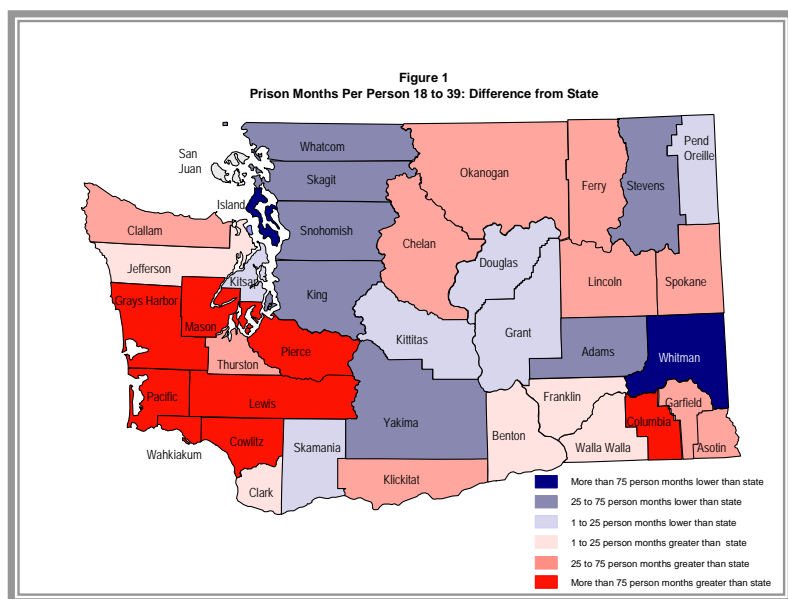 Figure 1
Prison Months Per Person 18 to 39: Difference from State
Whatcom
San
Juan
Skagit
Island
Okanogan
Ferry
Stevens
Pend
Oreille
Clallam
Snohomish
Chelan
Douglas
Jefferson
Kitsap
King
Lincoln
Spokane
Grays Harbor
Mason
Kittitas
Grant
Pierce
Adams
Whitman
Thurston
Pacific
Lewis
Yakima
Franklin
Garfield
Columbia
Benton
Walla Walla
Asotin
Cowlitz
Skamania
Wahkiakum
Clark
Klickitat
More than 75 person months lower than state
25 to 75 person months lower than state
1 to 25 person months lower than state
1 to 25 person months greater than state
25 to 75 person months greater than state
More than 75 person months greater than state